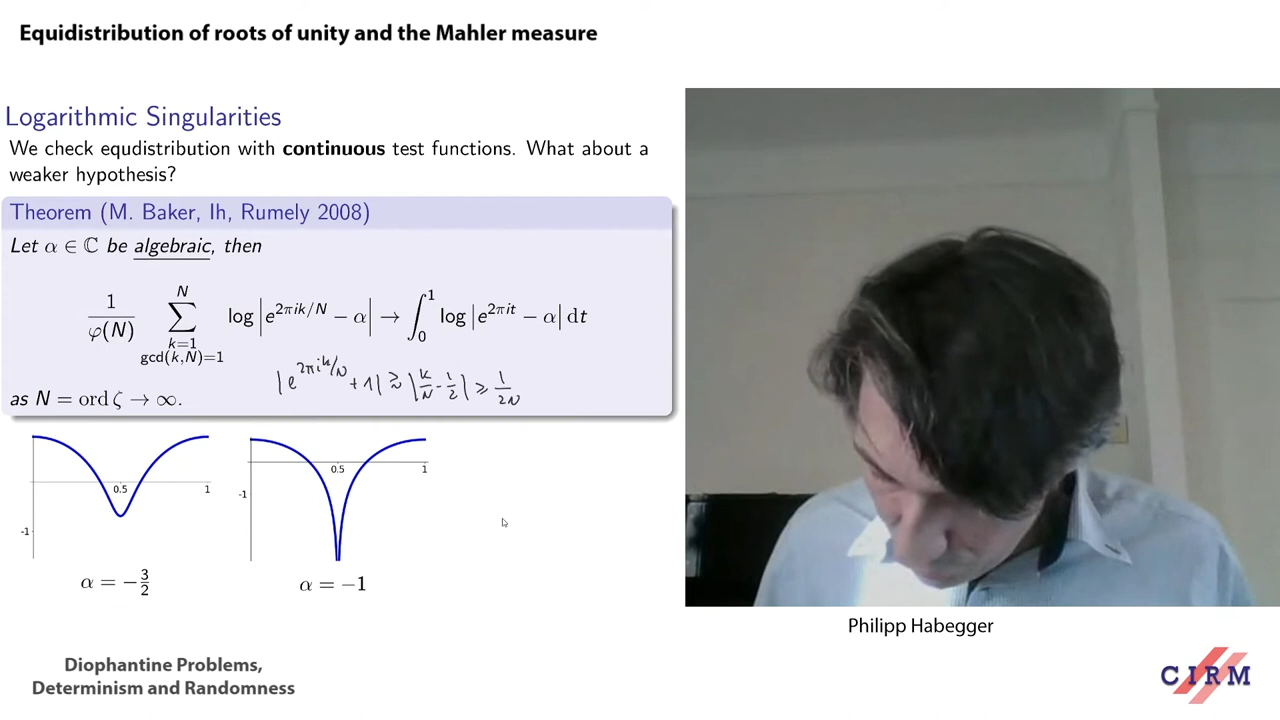 Equidistribution of roots of unity and the Mahler measure
Logarithmic Singularities
We check equdistribution with continuous test functions. What about a
weaker hypothesis?
Theorem (M. Baker, Ih, Rumely 2008)
Let α ∈ ℂ be algebraic, then
1/φ(N) ∑_{k=1, gcd(k,N)=1}^{N} log|e^{2πik/N} − α| → ∫_0^1 log|e^{2πit} − α| dt
|e^{2πik/N} + 1| ≳ |k/N - 1/2| ≥ 1/2N
as N = ord ζ → ∞.
0.5 1
-1
α = −3/2
0.5 1
-1
α = −1
Philipp Habegger
Diophantine Problems,
Determinism and Randomness
CIRM